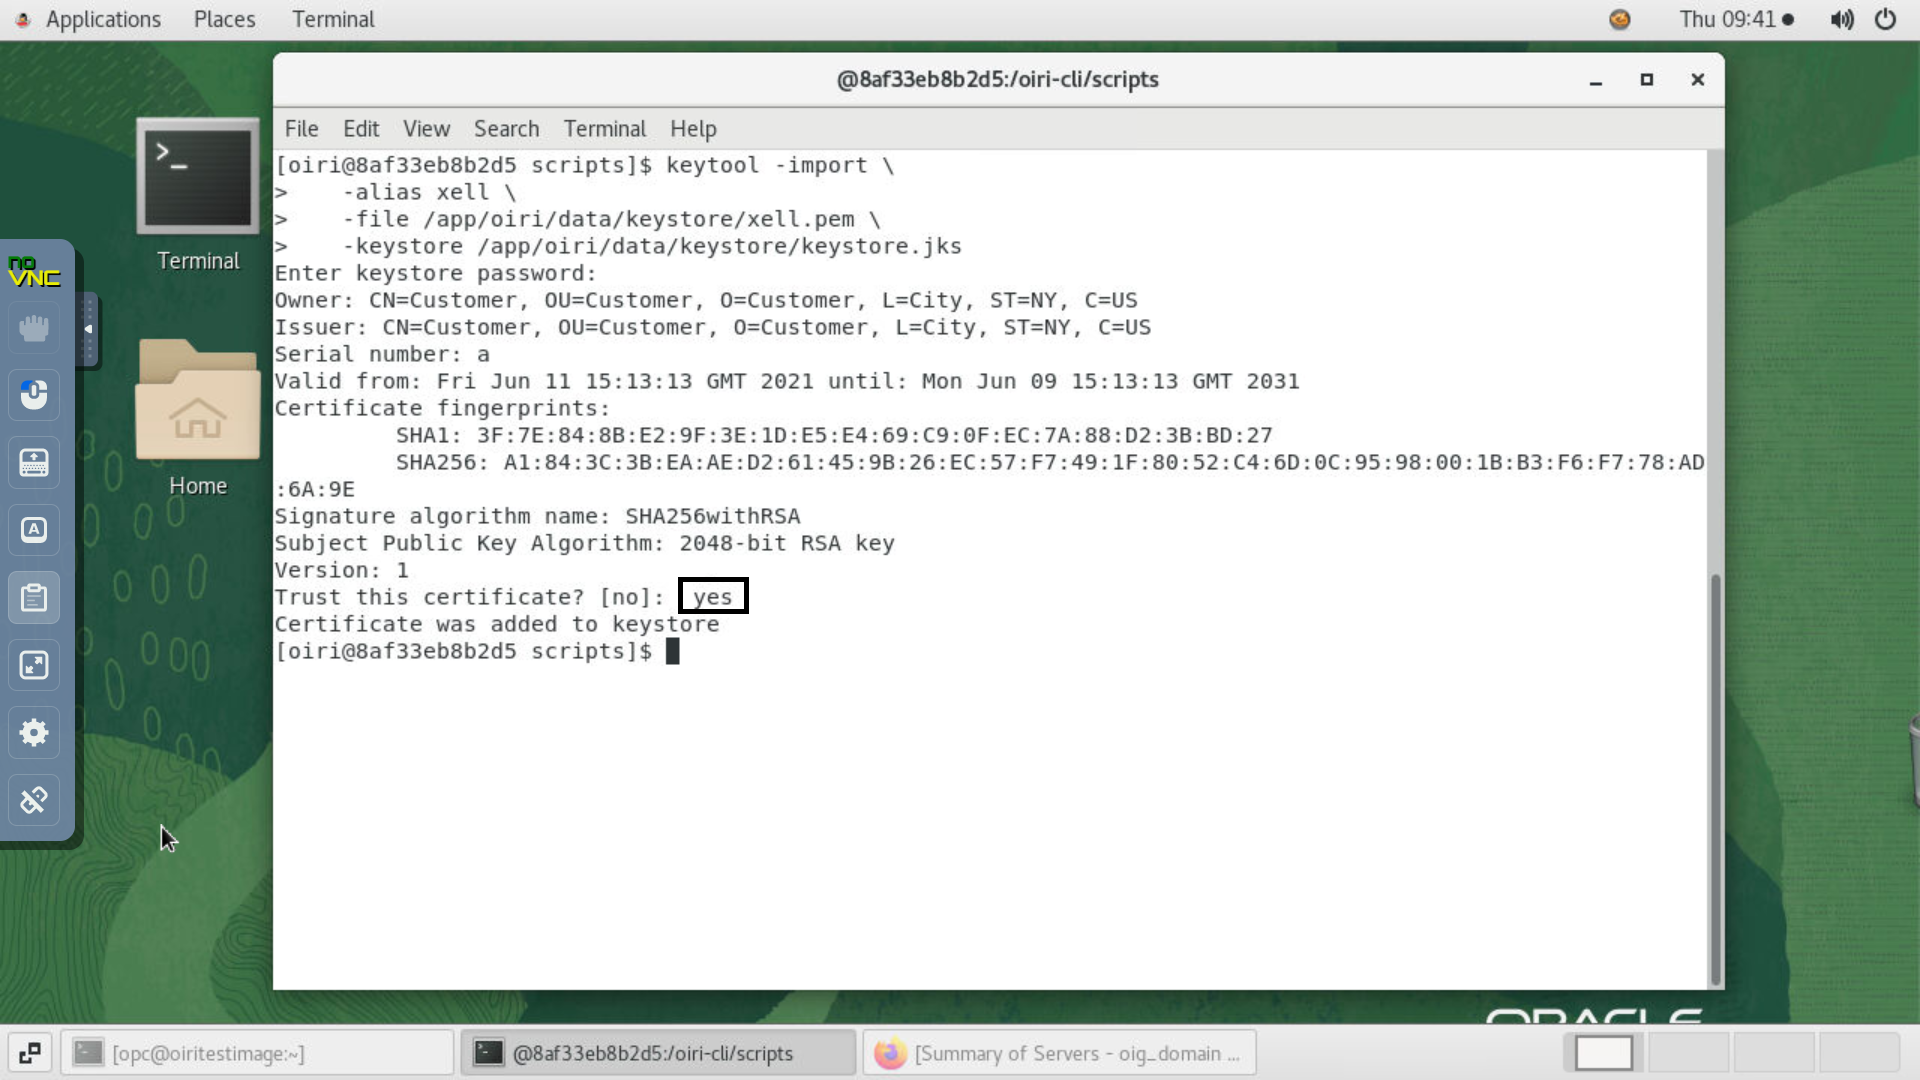 Applications Places Terminal Thu 09:41
@8af33eb8b2d5:/oiri-cli/scripts
File Edit View Search Terminal Help
[oiri@8af33eb8b2d5 scripts]$ keytool -import \
> -alias xell \
> -file /app/oiri/data/keystore/xell.pem \
> -keystore /app/oiri/data/keystore/keystore.jks
Enter keystore password:
Owner: CN=Customer, OU=Customer, O=Customer, L=City, ST=NY, C=US
Issuer: CN=Customer, OU=Customer, O=Customer, L=City, ST=NY, C=US
Serial number: a
Valid from: Fri Jun 11 15:13:13 GMT 2021 until: Mon Jun 09 15:13:13 GMT 2031
Certificate fingerprints:
SHA1: 3F:7E:84:8B:E2:9F:3E:1D:E5:E4:69:C9:0F:EC:7A:88:D2:3B:BD:27
SHA256: A1:84:3C:3B:EA:AE:D2:61:45:9B:26:EC:57:F7:49:1F:80:52:C4:6D:0C:95:98:00:1B:B3:F6:F7:78:AD
:6A:9E
Signature algorithm name: SHA256withRSA
Subject Public Key Algorithm: 2048-bit RSA key
Version: 1
Trust this certificate? [no]: yes
Certificate was added to keystore
[oiri@8af33eb8b2d5 scripts]$
Terminal
Home
no
VNC
A
ORACLE
[opc@oiritestimage:~]
@8af33eb8b2d5:/oiri-cli/scripts
[Summary of Servers - oig_domain ...